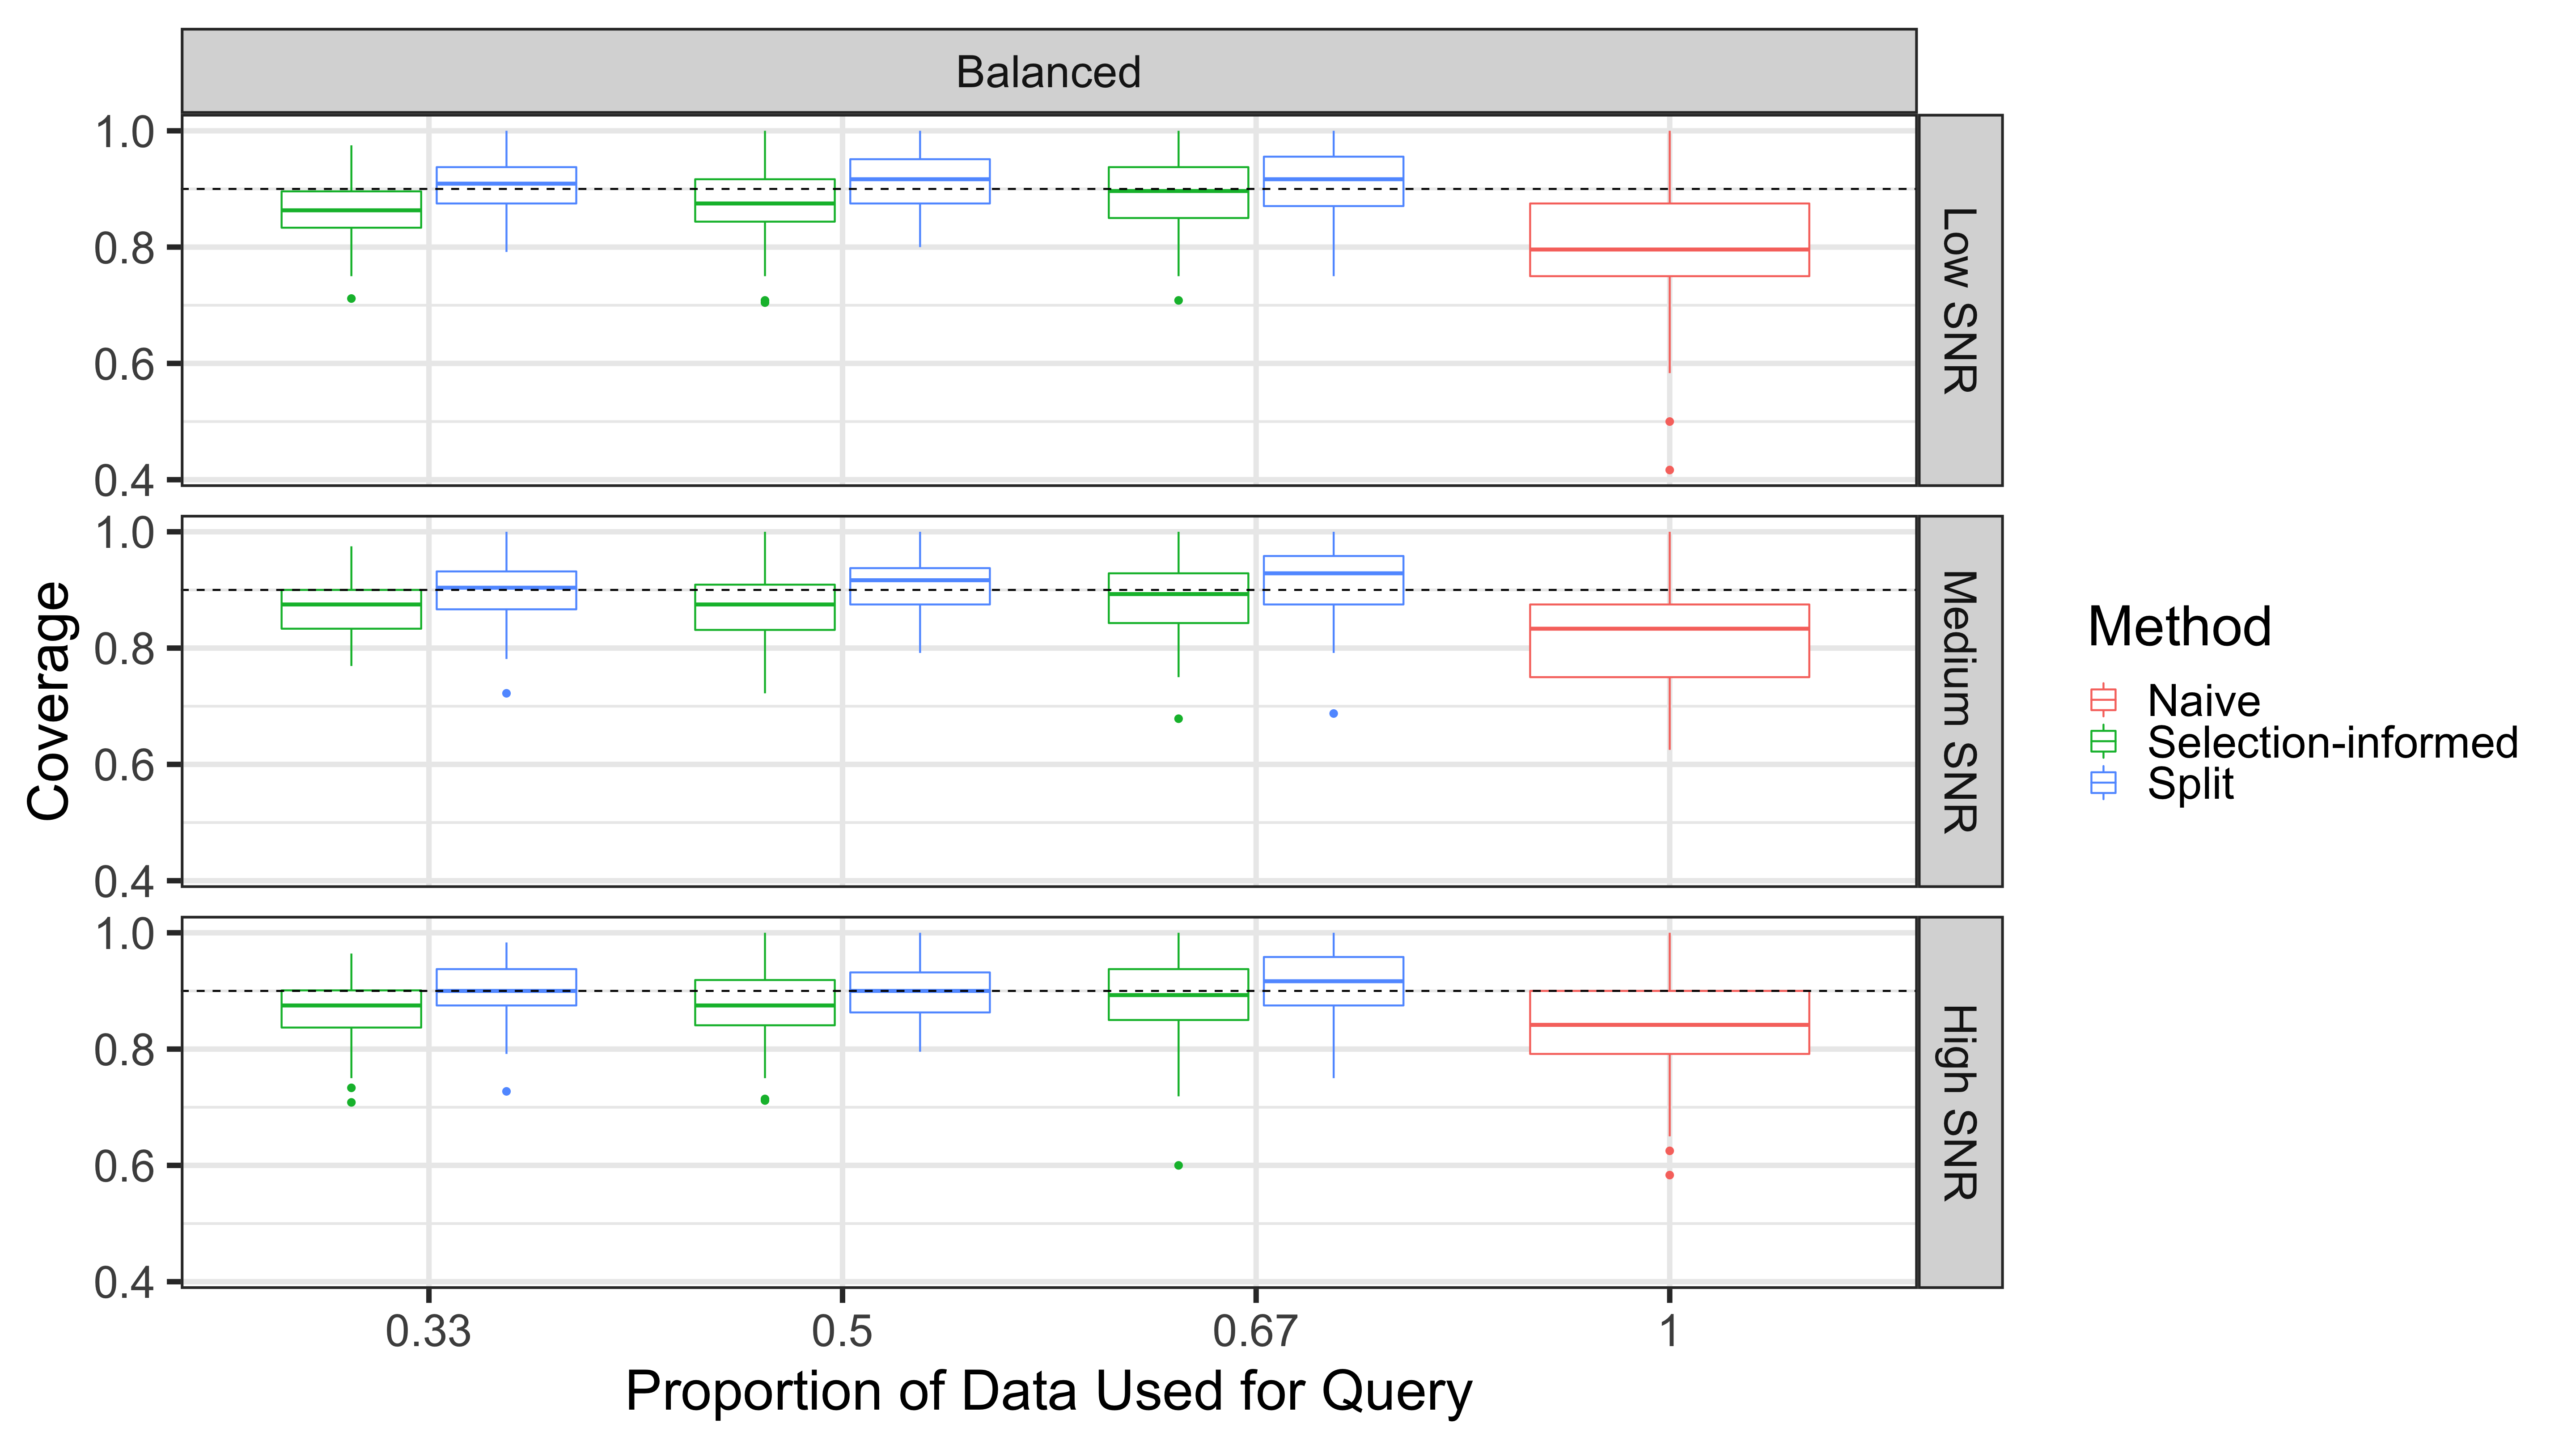 Balanced
1.0
0.8
0.6
0.4
Low SNR
1.0
0.8
0.6
0.4
Medium SNR
1.0
0.8
0.6
0.4
High SNR
Coverage
0.33
0.5
0.67
1
Proportion of Data Used for Query
Method
Naive
Selection-informed
Split